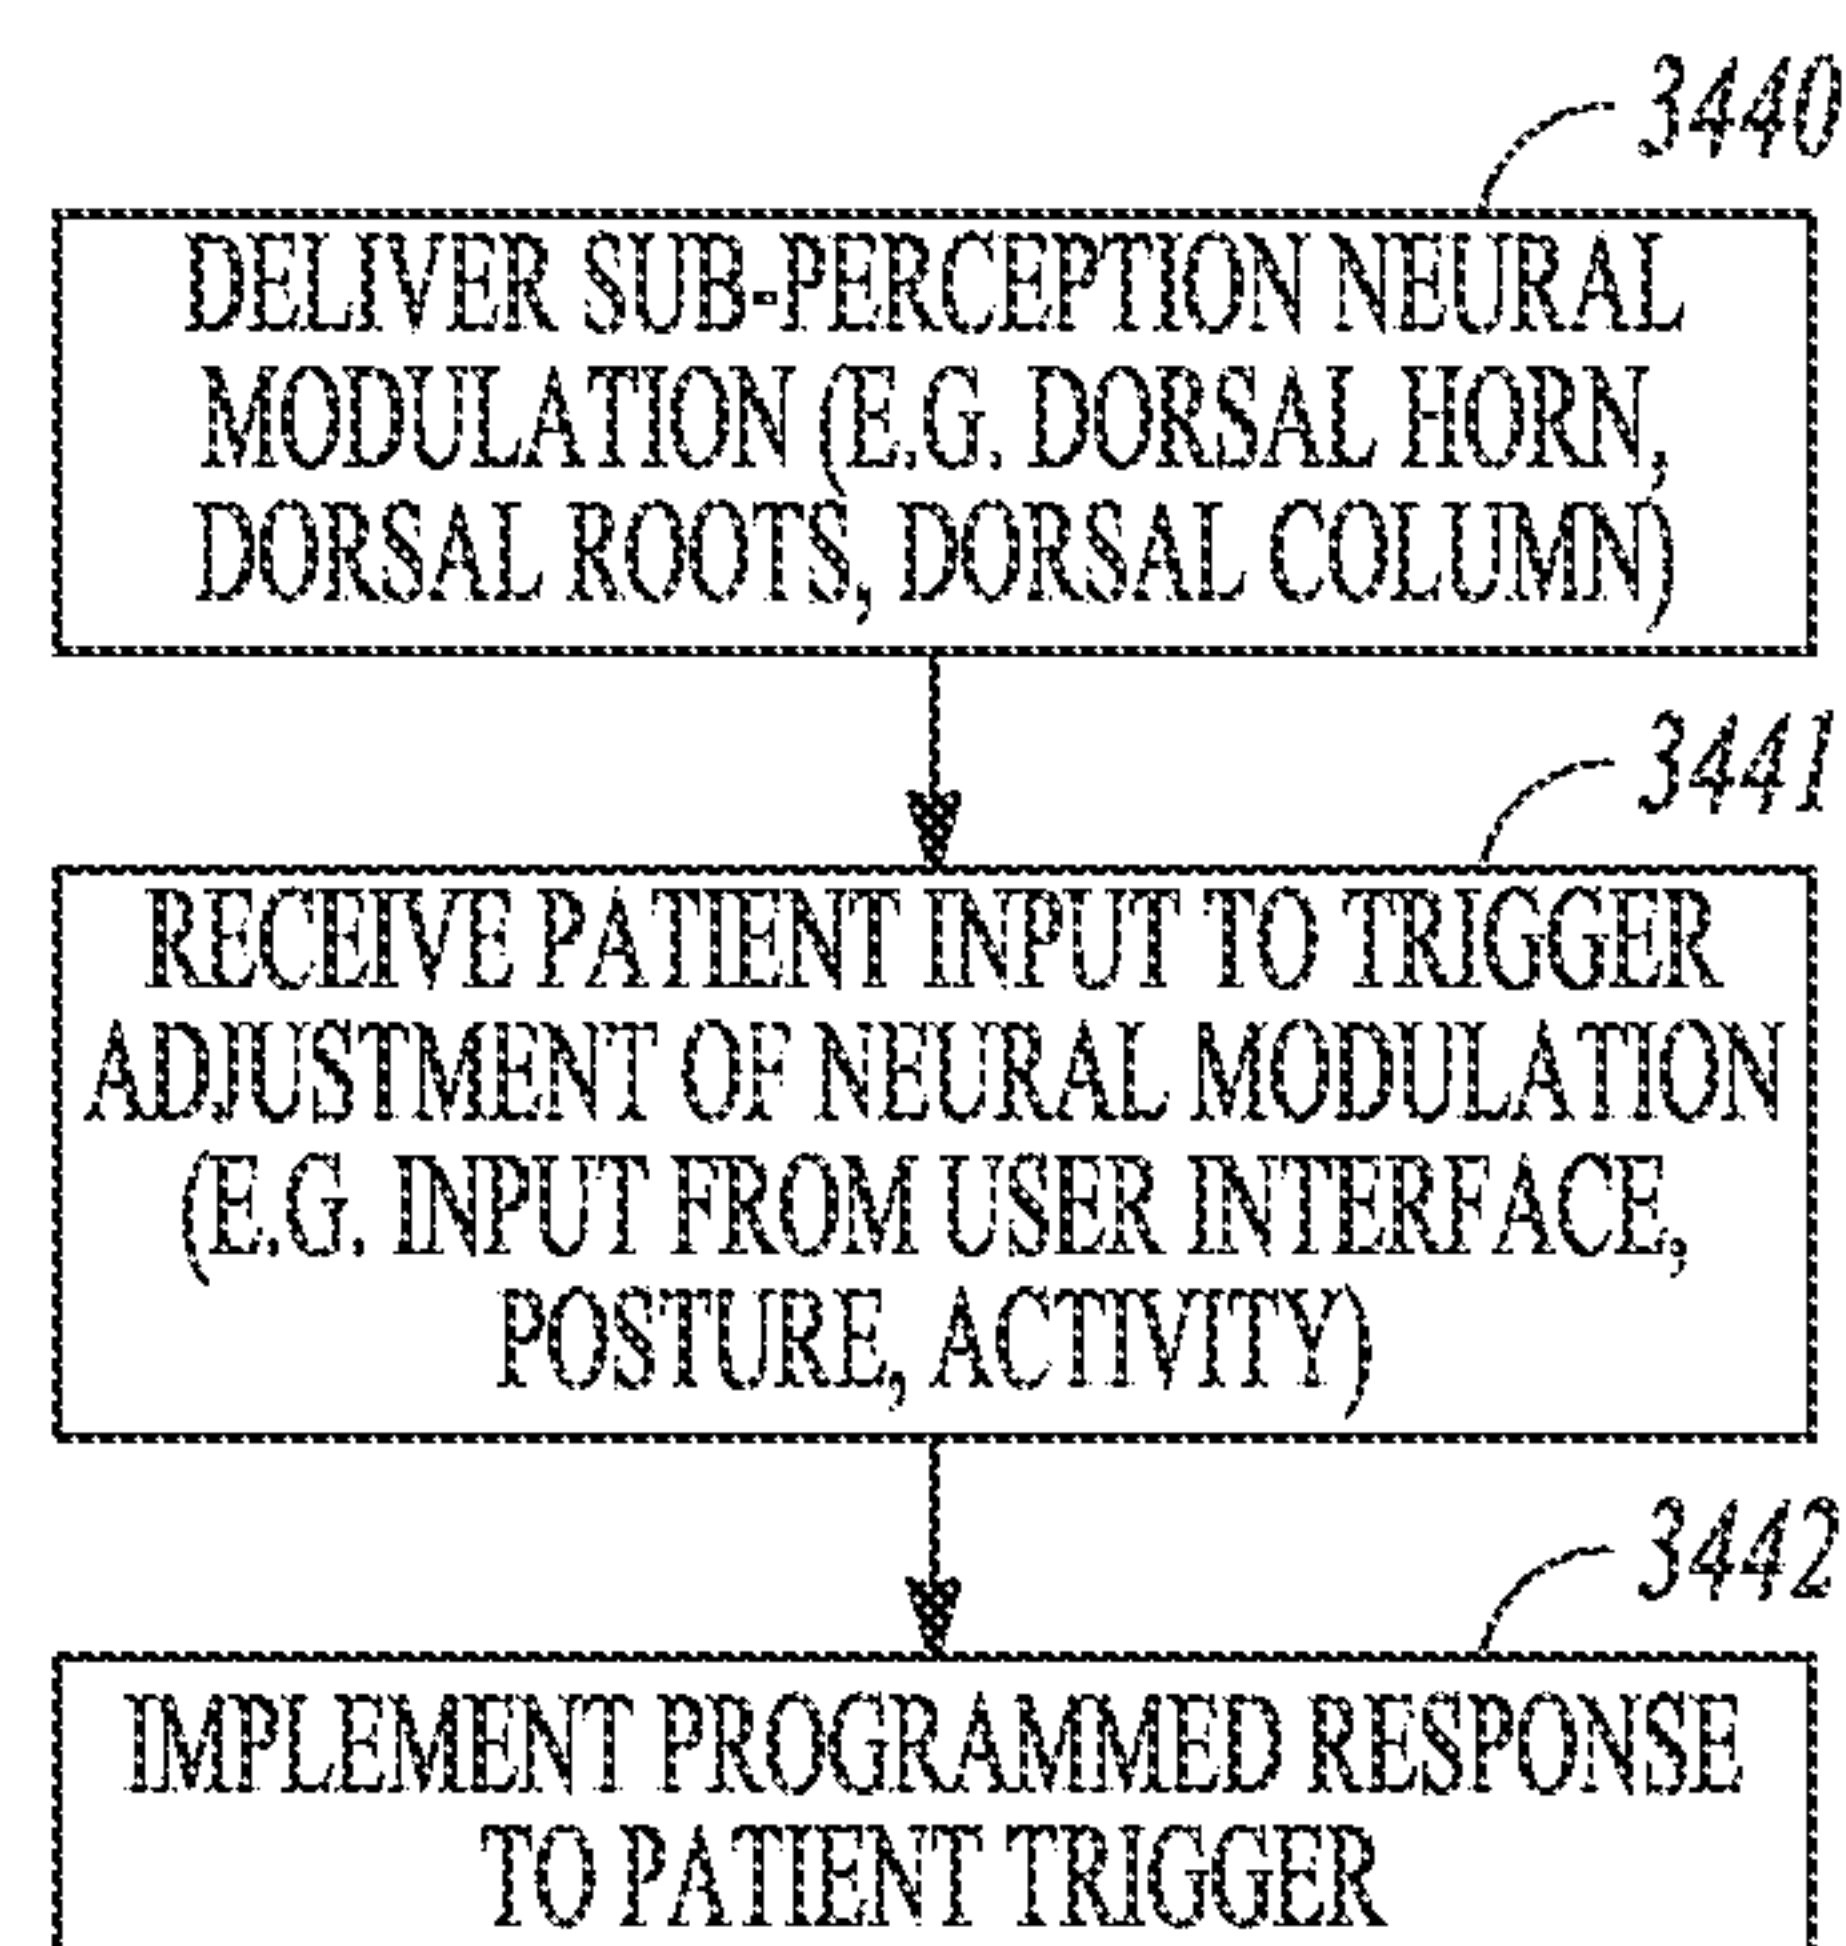 3440
DELIVER SUB-PERCEPTION NEURAL
MODULATION (E.G. DORSAL HORN,
DORSAL ROOTS, DORSAL COLUMN)
3441
RECEIVE PATIENT INPUT TO TRIGGER
ADJUSTMENT OF NEURAL MODULATION
(E.G. INPUT FROM USER INTERFACE,
POSTURE, ACTIVITY)
3442
IMPLEMENT PROGRAMMED RESPONSE
TO PATIENT TRIGGER